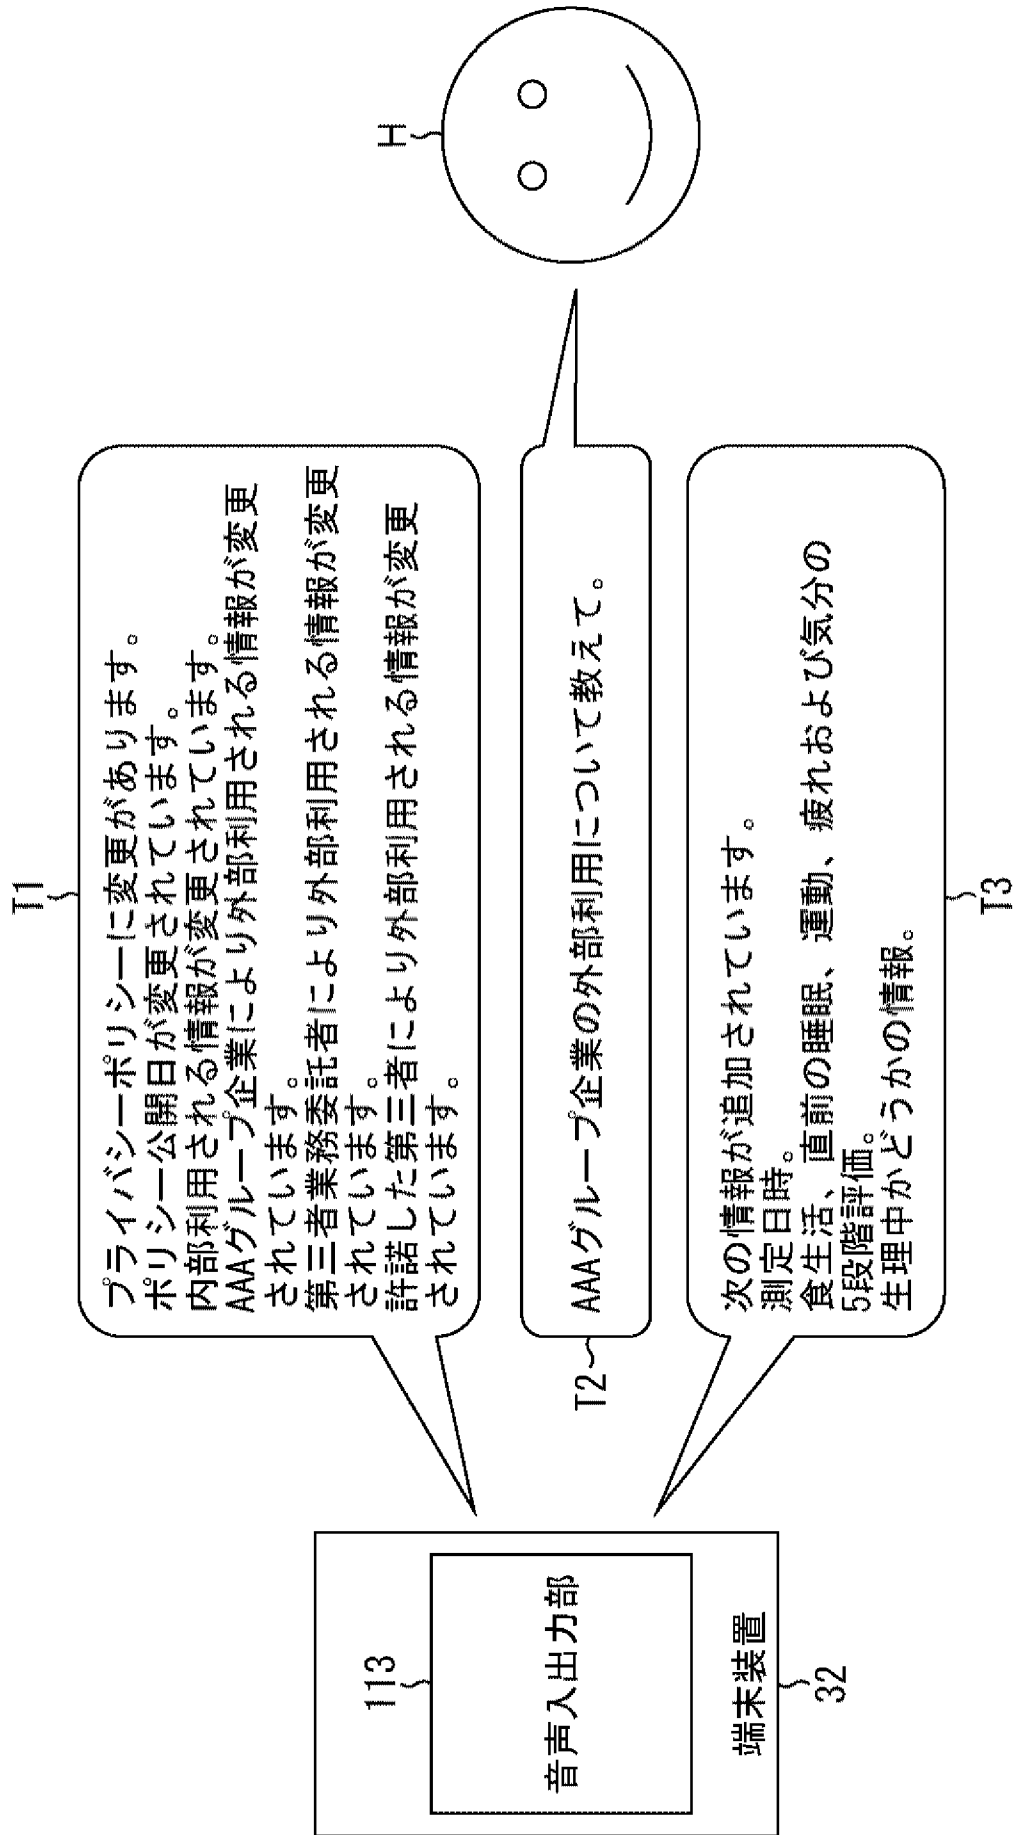 T1
プライバシーポリシーに変更があります。
ポリシー公開日が変更されています。
内部利用される情報が変更されています。
AAAグループ企業により外部利用される情報が変更
されています。
第三者業務委託者により外部利用される情報が変更
されています。
許諾した第三者により外部利用される情報が変更
されています。
H
T2
AAAグループ企業の外部利用について教えて。
113
音声入出力部
端末装置
32
次の情報が追加されています。
測定日時。
食生活、直前の睡眠、運動、疲れおよび気分の
5段階評価。
生理中かどうかの情報。
T3